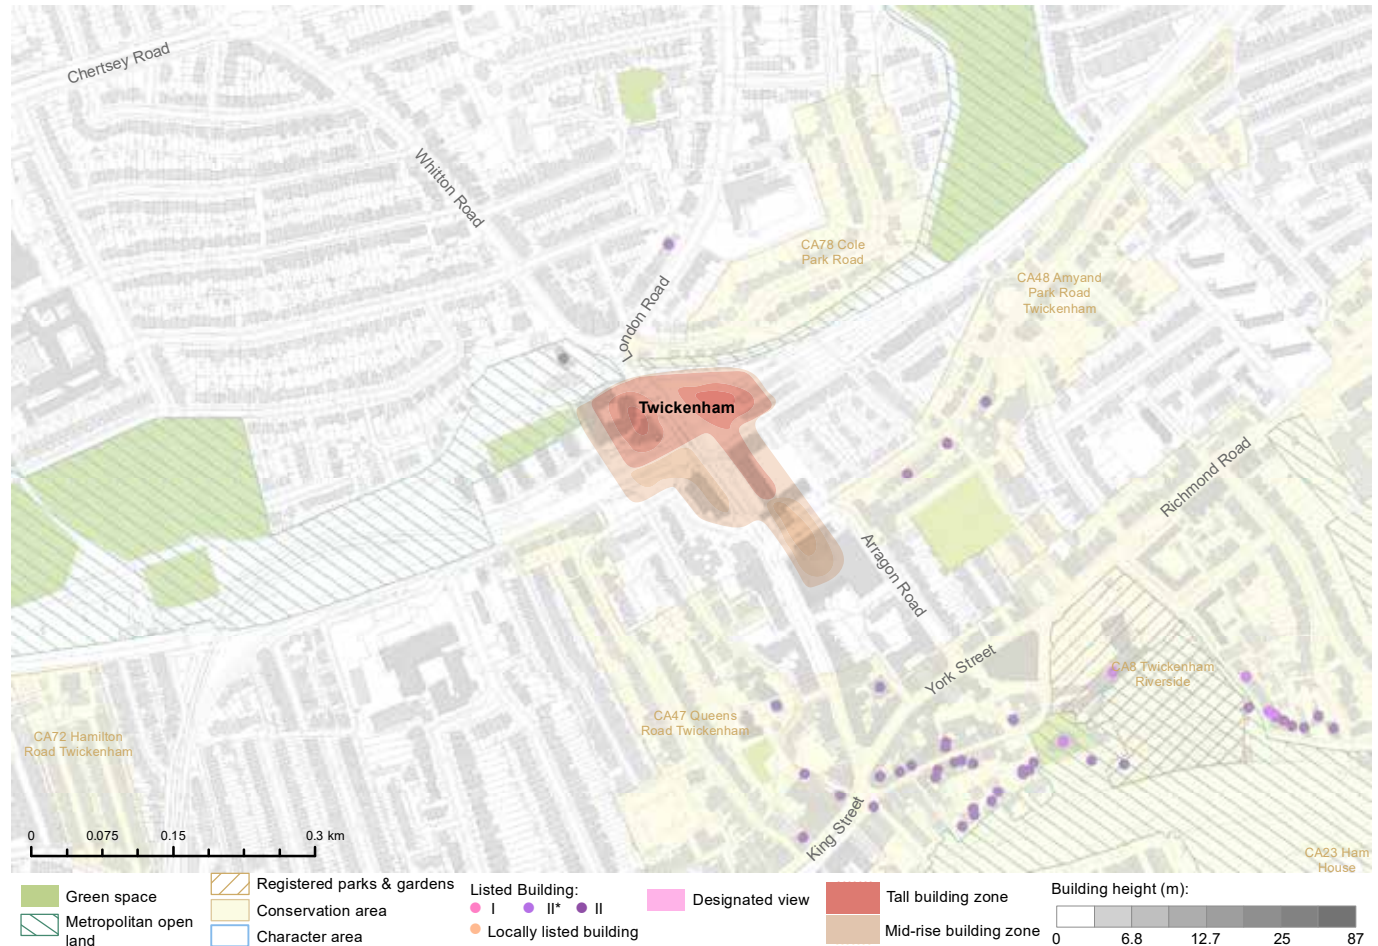 Chertsey Road
Whitton Road
London Road
CA78 Cole
Park Road
CA48 Amyand
Park Road
Twickenham
Twickenham
Richmond Road
Arragon Road
York Street
CA8 Twickenham
Riverside
CA47 Queens
Road Twickenham
CA72 Hamilton
Road Twickenham
King Street
CA23 Ham
House
0 0.075 0.15 0.3 km
Green space
Metropolitan open
land
Registered parks & gardens
Conservation area
Character area
Listed Building:
I II* II
Locally listed building
Designated view
Tall building zone
Mid-rise building zone
Building height (m):
0 6.8 12.7 25 87